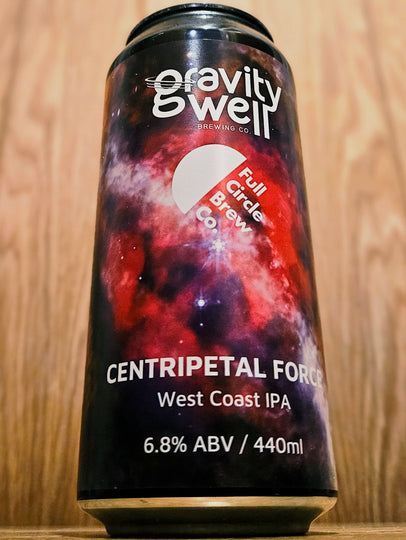 gravity
well
BREWING CO.
Full
Circle
Brew
Co.
CENTRIPETAL FORCE
West Coast IPA
6.8% ABV / 440ml